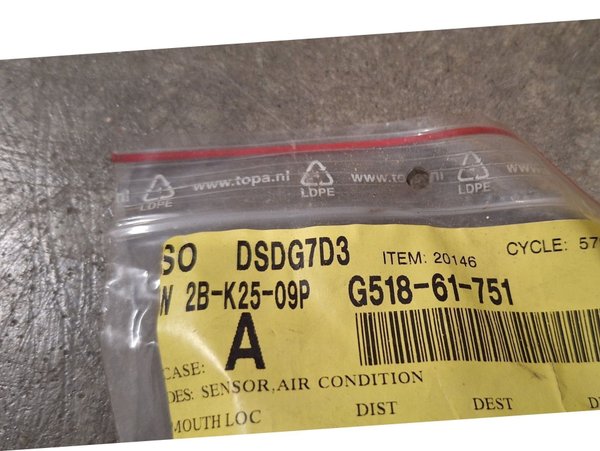 www.topa.nl LDPE www.topa.nl LDPE
SO DSDG7D3 ITEM: 20146 CYCLE: 57
W 2B-K25-09P G518-61-751
CASE: A
DES: SENSOR,AIR CONDITION
MOUTH LOC DIST DEST D